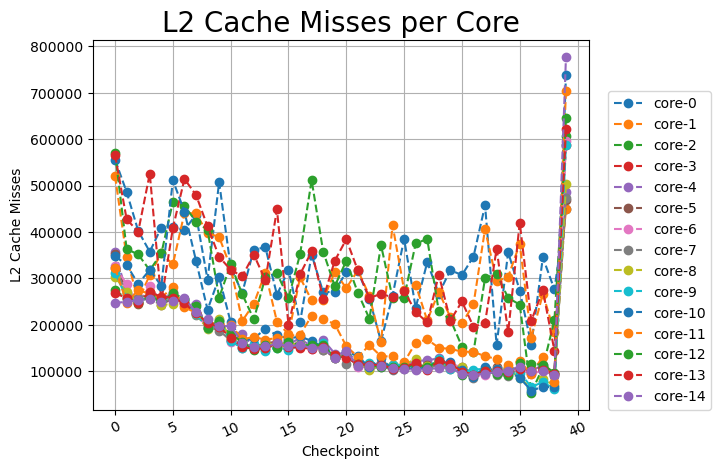 L2 Cache Misses per Core
800000
700000
600000
500000
400000
300000
200000
100000
L2 Cache Misses
0
5
10
15
20
25
30
35
40
Checkpoint
core-0
core-1
core-2
core-3
core-4
core-5
core-6
core-7
core-8
core-9
core-10
core-11
core-12
core-13
core-14